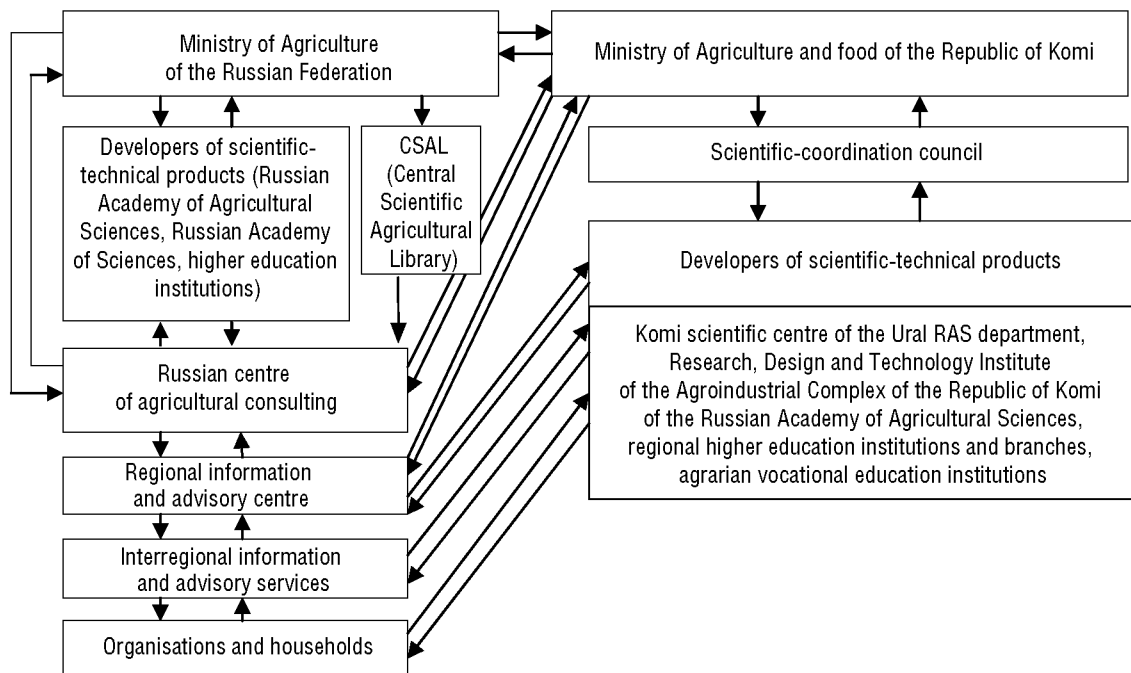 Ministry of Agriculture
of the Russian Federation
Ministry of Agriculture and food of the Republic of Komi
Developers of scientific-
technical products (Russian
Academy of Agricultural
Sciences, Russian Academy
of Sciences, higher education
institutions)
CSAL
(Central
Scientific
Agricultural
Library)
Scientific-coordination council
Developers of scientific-technical products
Komi scientific centre of the Ural RAS department,
Research, Design and Technology Institute
of the Agroindustrial Complex of the Republic of Komi
of the Russian Academy of Agricultural Sciences,
regional higher education institutions and branches,
agrarian vocational education institutions
Russian centre
of agricultural consulting
Regional information
and advisory centre
Interregional information
and advisory services
Organisations and households